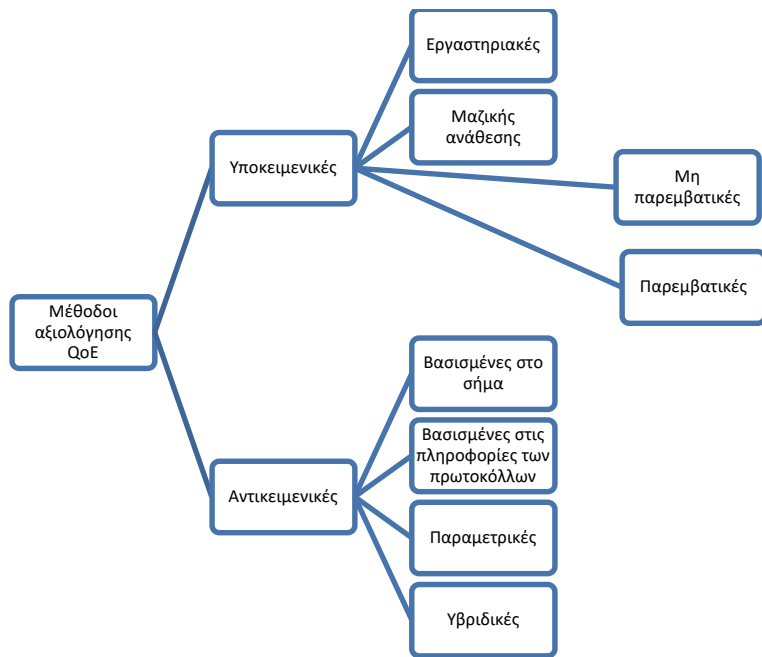 Εργαστηριακές
Μαζικής
ανάθεσης
Υποκειμενικές
Μη
παρεμβατικές
Παρεμβατικές
Μέθοδοι
αξιολόγησης
QoE
Βασισμένες στο
σήμα
Βασισμένες στις
πληροφορίες των
πρωτοκόλλων
Αντικειμενικές
Παραμετρικές
Υβριδικές